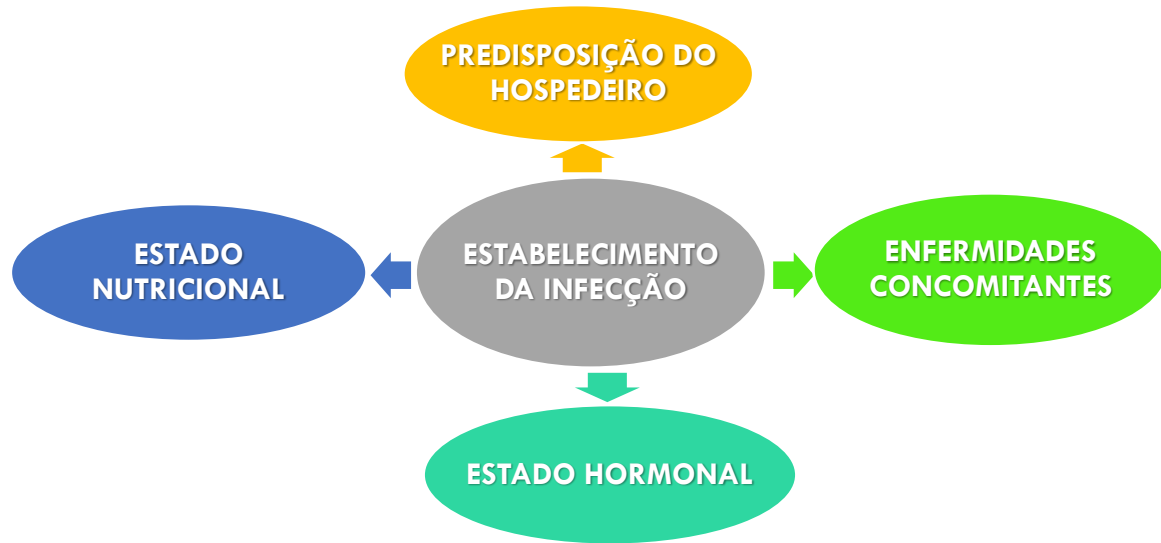 PREDISPOSIÇÃO DO
HOSPEDEIRO
ESTADO
NUTRICIONAL
ESTABELECIMENTO
DA INFECÇÃO
ENFERMIDADES
CONCOMITANTES
ESTADO HORMONAL